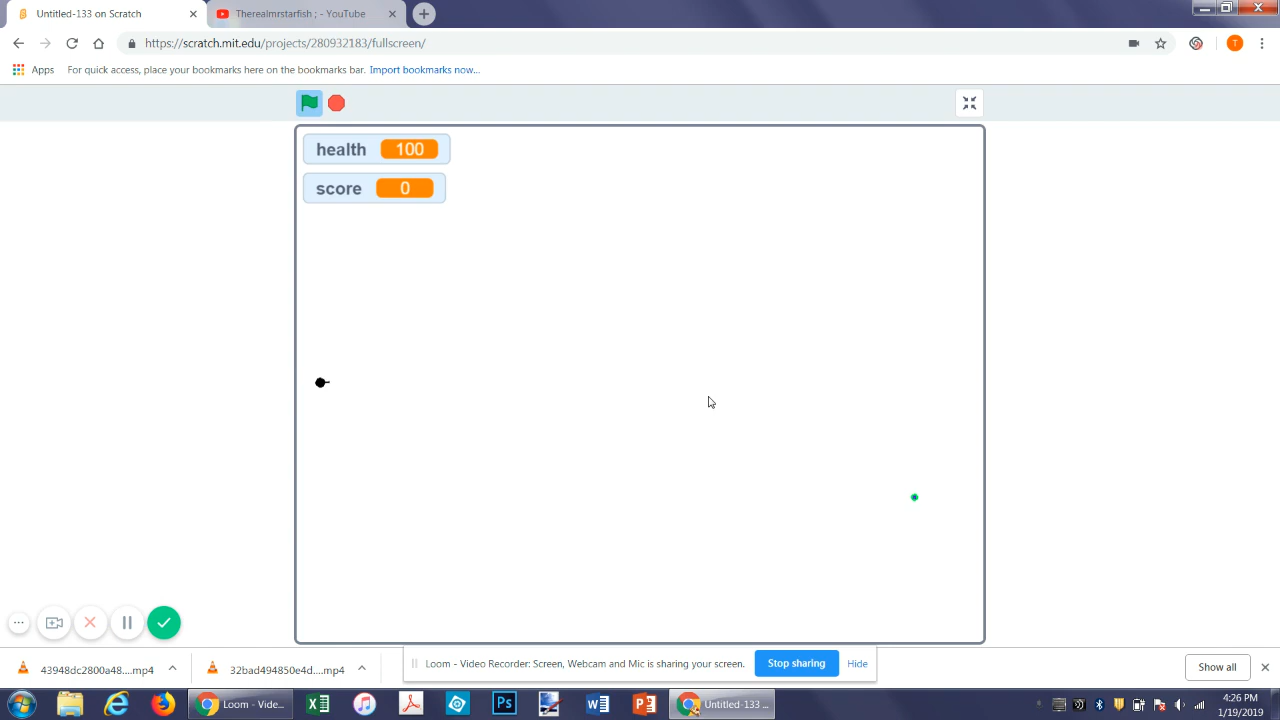 Untitled-133 on Scratch
Therealmrstarfish ; - YouTube
https://scratch.mit.edu/projects/280932183/fullscreen/
T
Apps
For quick access, place your bookmarks here on the bookmarks bar.
Import bookmarks now...
health 100
score 0
43948dc2800a48....mp4
32bad494850e4d....mp4
Loom - Video Recorder: Screen, Webcam and Mic is sharing your screen.
Stop sharing
Hide
Show all
Loom - Vide...
Ps
Untitled-133 ...
4:26 PM
1/19/2019